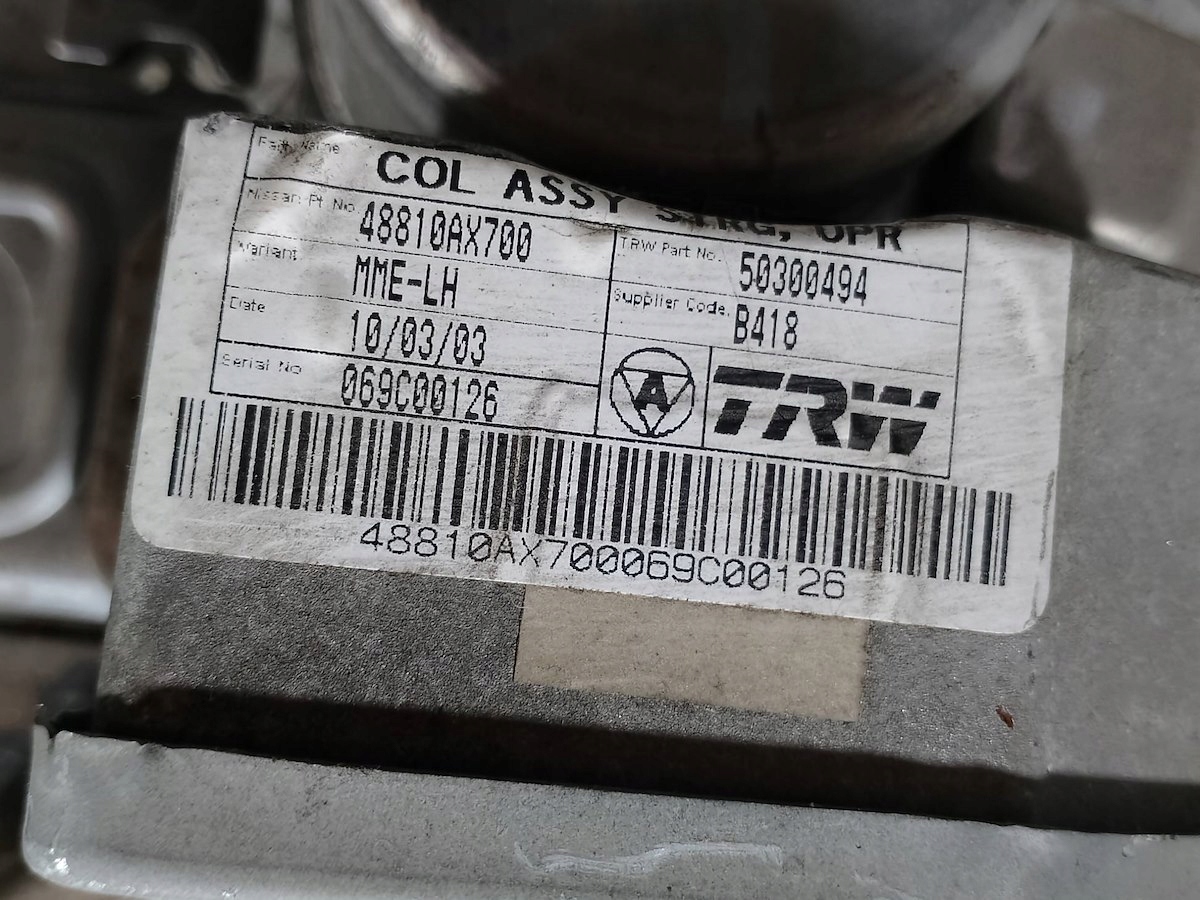 Part Name
COL ASSY STRG, UPR
Nissan Pt No 48810AX700
TRW Part No. 50300494
Variant MME-LH
Supplier Code. B418
Date 10/03/03
Serial No 069C00126
A TRW
48810AX700069C00126